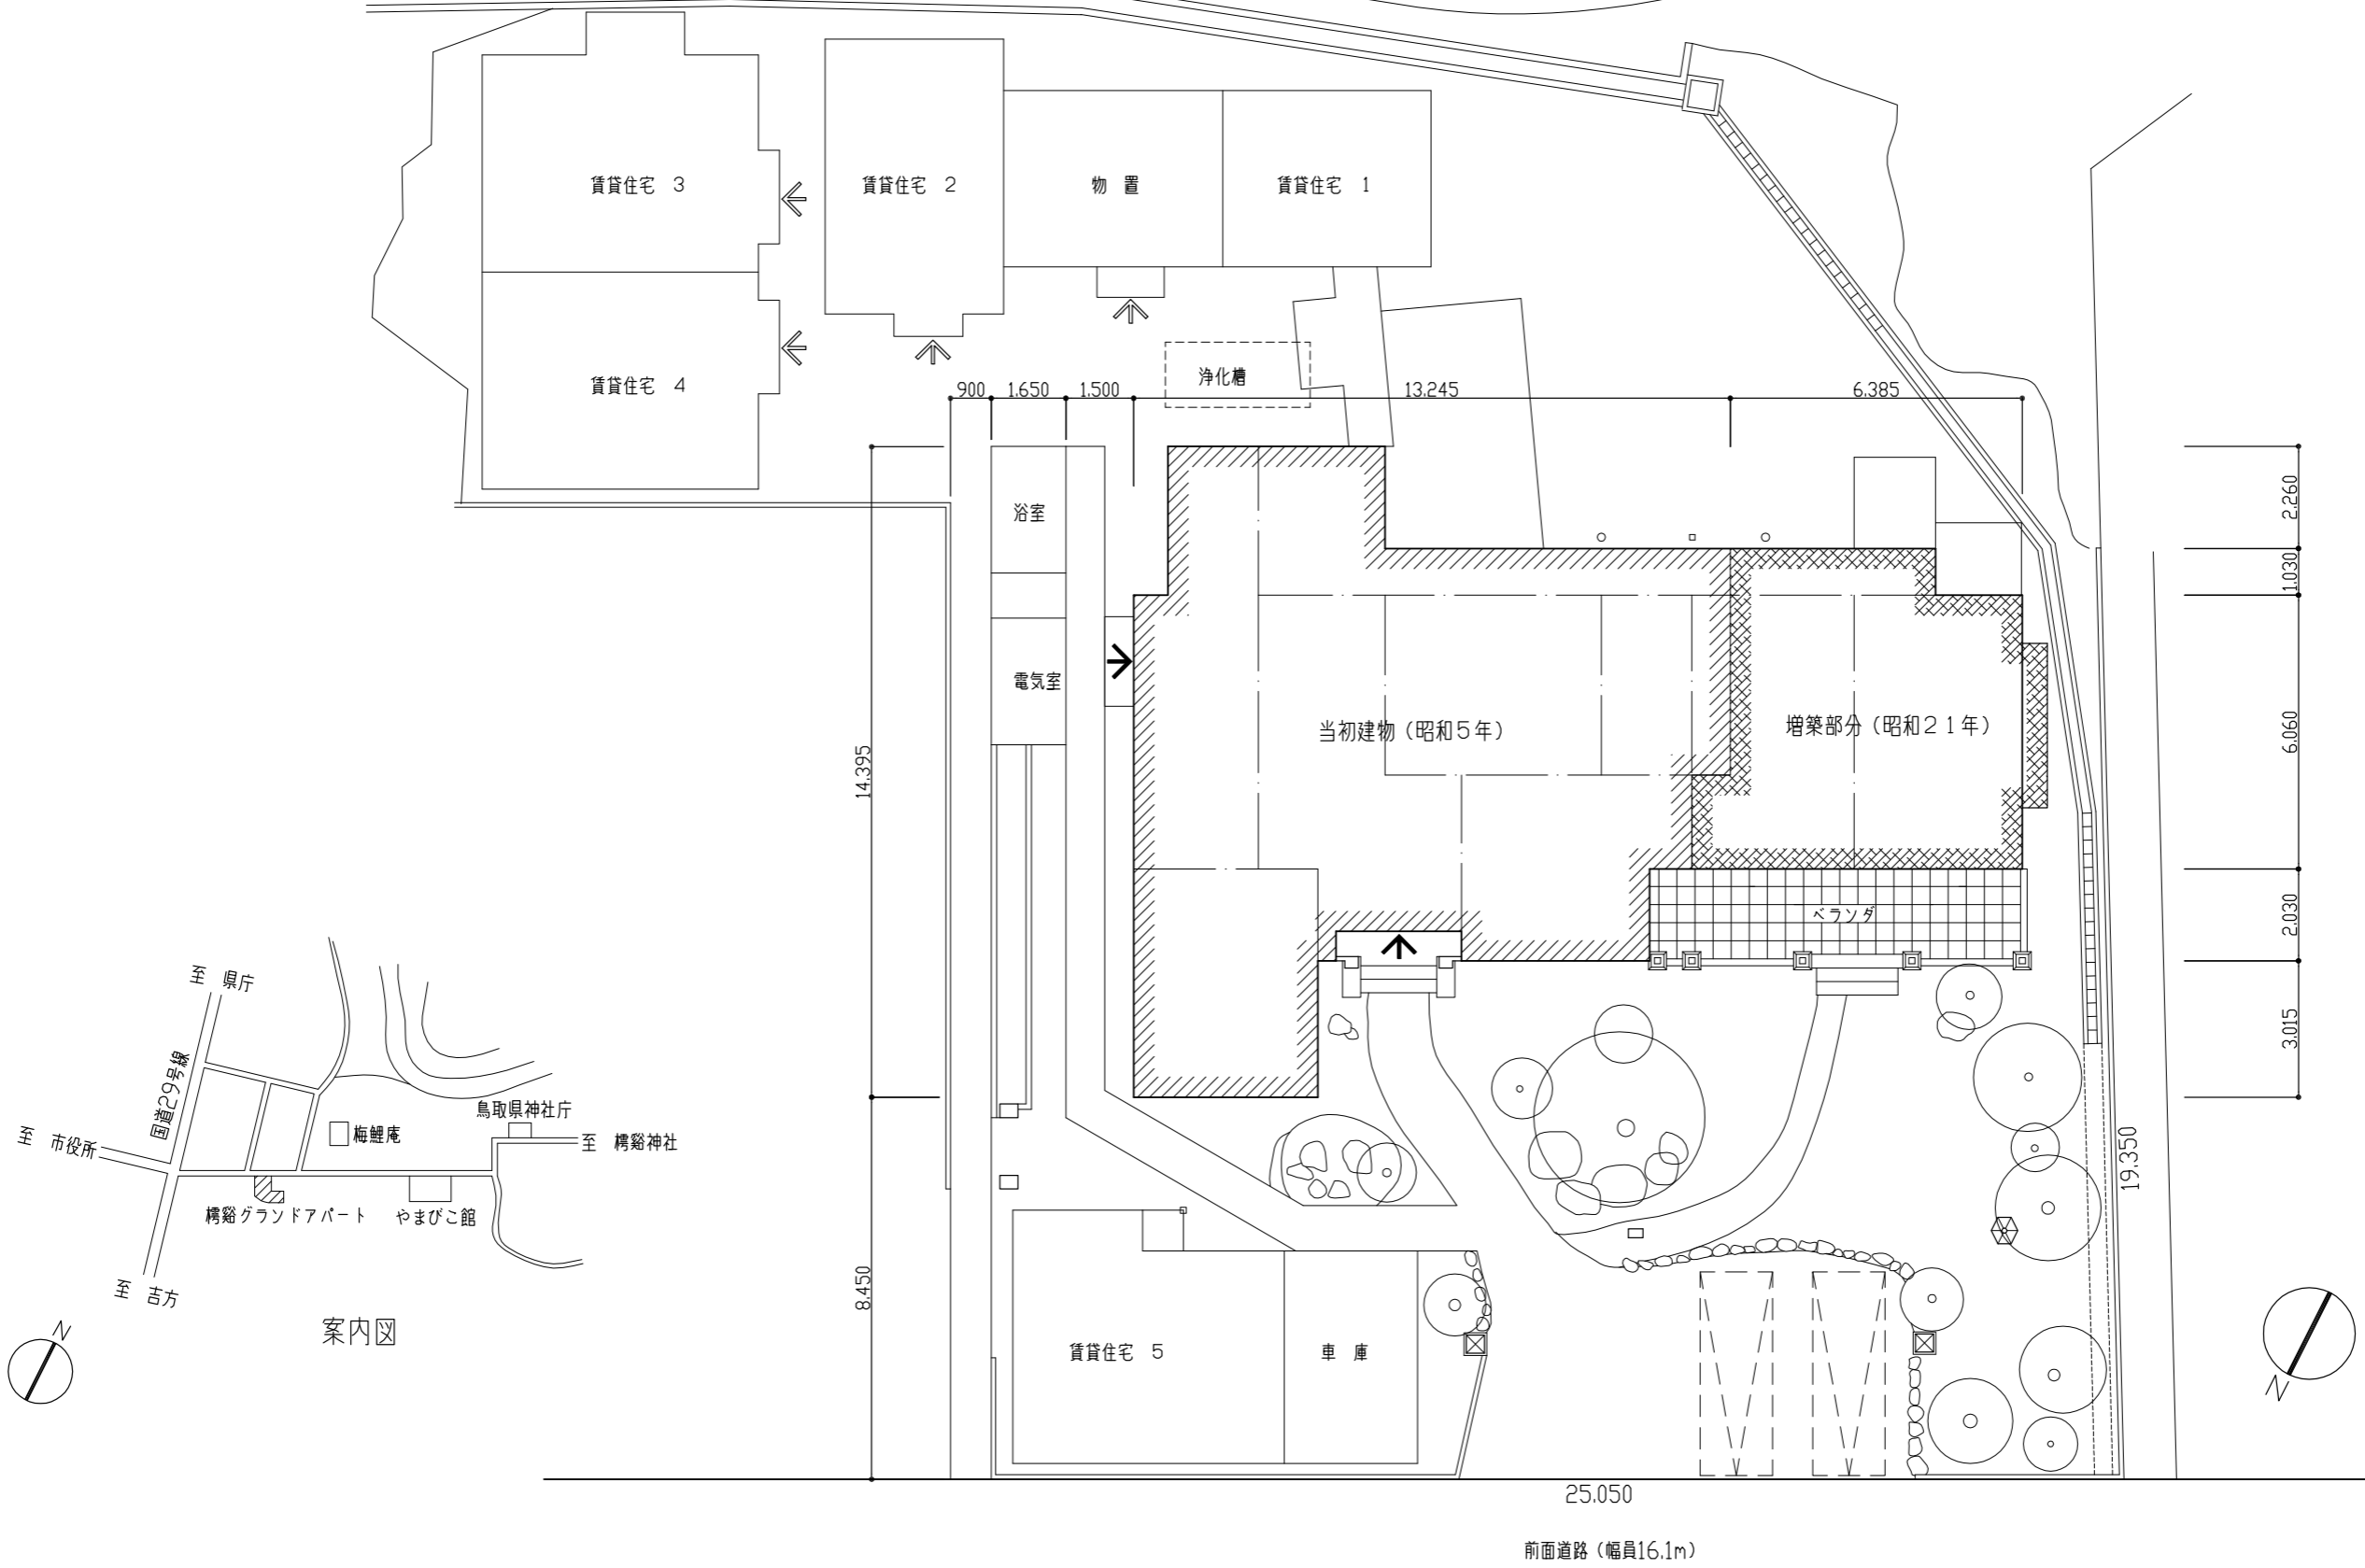 賃貸住宅　3
賃貸住宅　2
物　置
賃貸住宅　1
賃貸住宅　4
浄化槽
900
1.650
1.500
13.245
6.385
浴室
電気室
当初建物（昭和5年）
増築部分（昭和21年）
ベランダ
2.260
1.030
6.060
2.030
3.015
14.395
8.450
19.350
賃貸住宅　5
車　庫
25.050
前面道路（幅員16.1m）
N
至　県庁
国道29号線
至　市役所
梅鯉庵
鳥取県神社庁
至　樗谿神社
樗谿グランドアパート
やまびこ館
至　吉方
案内図
N